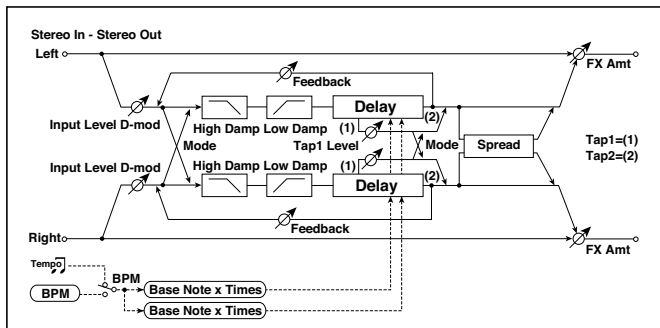 Stereo In - Stereo Out
Left
FX Amt
Feedback
Input Level D-mod
High Damp Low Damp
Delay
(1)
(2)
Tap1 Level
Mode
Mode
Spread
Tap1=(1)
Tap2=(2)
Input Level D-mod
High Damp Low Damp
(1)
Delay
(2)
Feedback
Right
FX Amt
Tempo
BPM
BPM
Base Note x Times
Base Note x Times